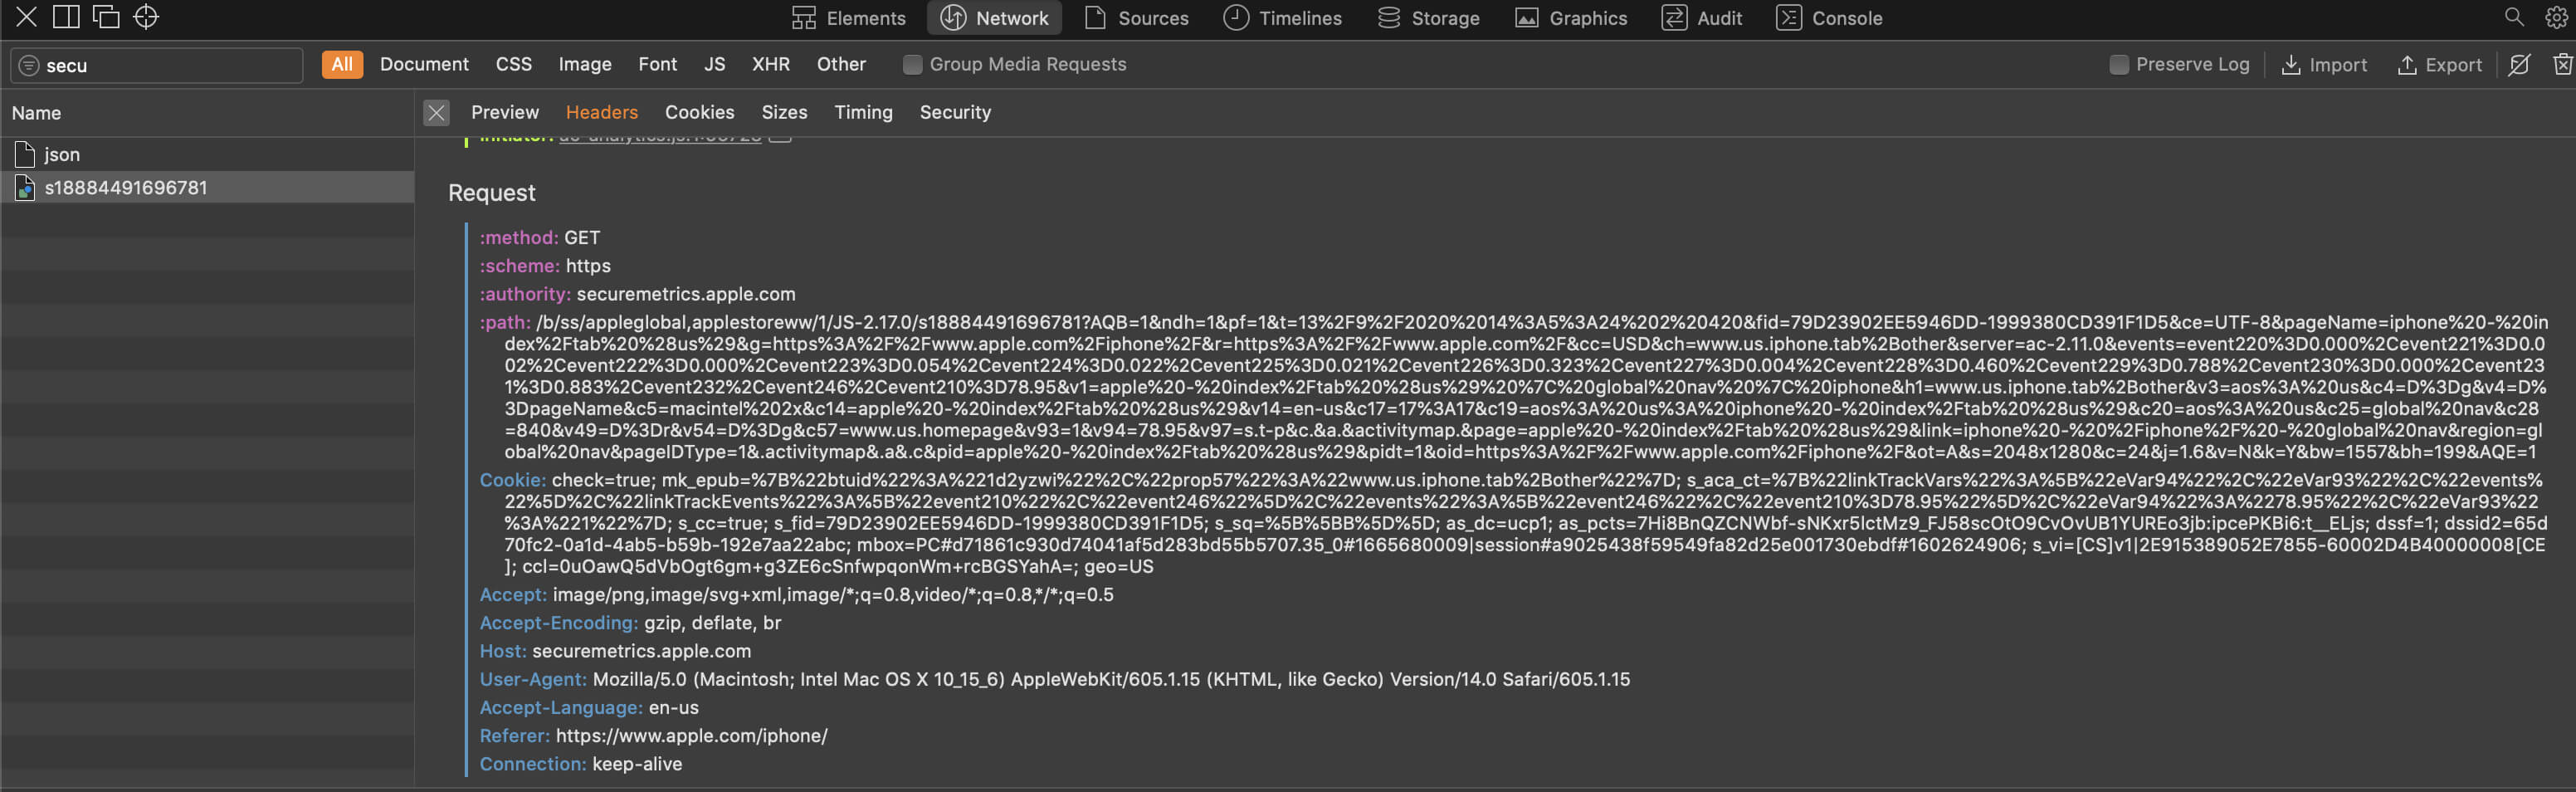 Elements Network Sources Timelines Storage Graphics Audit Console
secu All Document CSS Image Font JS XHR Other Group Media Requests Preserve Log Import Export
Name Preview Headers Cookies Sizes Timing Security
json
s18884491696781
Request
:method: GET
:scheme: https
:authority: securemetrics.apple.com
:path: /b/ss/appleglobal,applestoreww/1/JS-2.17.0/s18884491696781?AQB=1&ndh=1&pf=1&t=13%2F9%2F2020%2014%3A5%3A24%202%20420&fid=79D23902EE5946DD-1999380CD391F1D5&ce=UTF-8&pageName=iphone%20-%20in
dex%2Ftab%20%28us%29&g=https%3A%2F%2Fwww.apple.com%2Fiphone%2F&r=https%3A%2F%2Fwww.apple.com%2F&cc=USD&ch=www.us.iphone.tab%2Bother&server=ac-2.11.0&events=event220%3D0.000%2Cevent221%3D0.0
02%2Cevent222%3D0.000%2Cevent223%3D0.054%2Cevent224%3D0.022%2Cevent225%3D0.021%2Cevent226%3D0.323%2Cevent227%3D0.004%2Cevent228%3D0.460%2Cevent229%3D0.788%2Cevent230%3D0.000%2Cevent23
1%3D0.883%2Cevent232%2Cevent246%2Cevent210%3D78.95&v1=apple%20-%20index%2Ftab%20%28us%29%20%7C%20global%20nav%20%7C%20iphone&h1=www.us.iphone.tab%2Bother&v3=aos%3A%20us&c4=D%3Dg&v4=D%
3DpageName&c5=macintel%202x&c14=apple%20-%20index%2Ftab%20%28us%29&v14=en-us&c17=17%3A17&c19=aos%3A%20us%3A%20iphone%20-%20index%2Ftab%20%28us%29&c20=aos%3A%20us&c25=global%20nav&c28
=840&v49=D%3Dr&v54=D%3Dg&c57=www.us.homepage&v93=1&v94=78.95&v97=s.t-p&c.&a.&activitymap.&page=apple%20-%20index%2Ftab%20%28us%29&link=iphone%20-%20%2Fiphone%2F%20-%20global%20nav&region=gl
obal%20nav&pageIDType=1&.activitymap&.a&.c&pid=apple%20-%20index%2Ftab%20%28us%29&pidt=1&oid=https%3A%2F%2Fwww.apple.com%2Fiphone%2F&ot=A&s=2048x1280&c=24&j=1.6&v=N&k=Y&bw=1557&bh=199&AQE=1
Cookie: check=true; mk_epub=%7B%22btuid%22%3A%221d2yzwi%22%2C%22prop57%22%3A%22www.us.iphone.tab%2Bother%22%7D; s_aca_ct=%7B%22linkTrackVars%22%3A%5B%22eVar94%22%2C%22eVar93%22%2C%22events%
22%5D%2C%22linkTrackEvents%22%3A%5B%22event210%22%2C%22event246%22%5D%2C%22events%22%3A%5B%22event246%22%2C%22event210%3D78.95%22%5D%2C%22eVar94%22%3A%2278.95%22%2C%22eVar93%22
%3A%221%22%7D; s_cc=true; s_fid=79D23902EE5946DD-1999380CD391F1D5; s_sq=%5B%5BB%5D%5D; as_dc=ucp1; as_pcts=7Hi8BnQZCNWbf-sNKxr5lctMz9_FJ58scOtO9CvOvUB1YUREo3jb:ipcePKBi6:t__ELjs; dssf=1; dssid2=65d
70fc2-0a1d-4ab5-b59b-192e7aa22abc; mbox=PC#d71861c930d74041af5d283bd55b5707.35_0#1665680009|session#a9025438f59549fa82d25e001730ebdf#1602624906; s_vi=[CS]v1|2E915389052E7855-60002D4B40000008[CE
]; ccl=0uOawQ5dVbOgt6gm+g3ZE6cSnfwpqonWm+rcBGSYahA=; geo=US
Accept: image/png,image/svg+xml,image/*;q=0.8,video/*;q=0.8,*/*;q=0.5
Accept-Encoding: gzip, deflate, br
Host: securemetrics.apple.com
User-Agent: Mozilla/5.0 (Macintosh; Intel Mac OS X 10_15_6) AppleWebKit/605.1.15 (KHTML, like Gecko) Version/14.0 Safari/605.1.15
Accept-Language: en-us
Referer: https://www.apple.com/iphone/
Connection: keep-alive